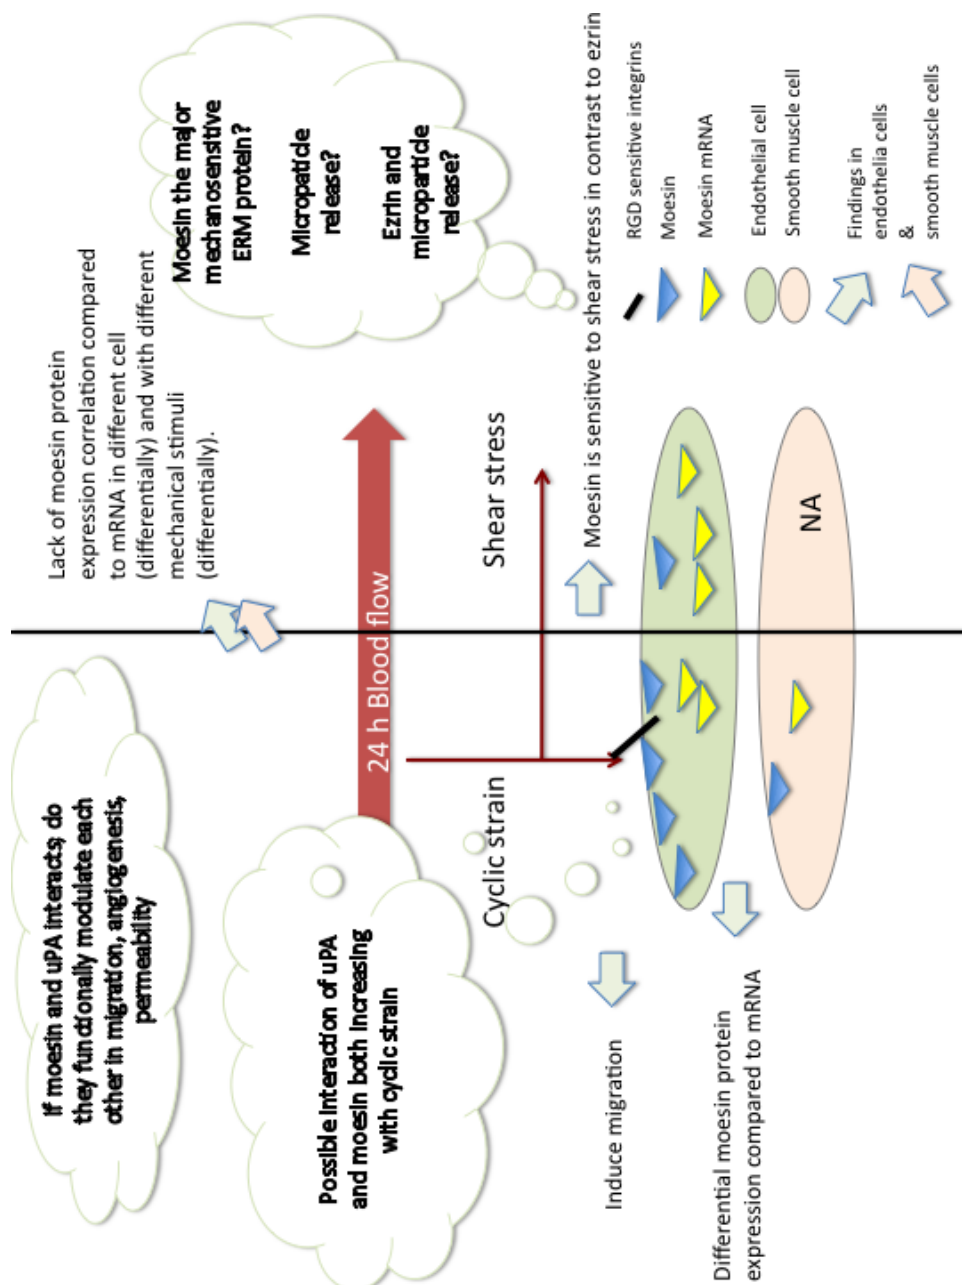 If moesin and uPA interacts, do
they functionally modulate each
other in migration, angiogenesis,
permeability
Possible interaction of uPA
and moesin both increasing
with cyclic strain
Lack of moesin protein
expression correlation compared
to mRNA in different cell
(differentially) and with different
mechanical stimuli
(differentially).
Moesin the major
mechanosensitive
ERM protein?
Micropaticle
release?
Ezrin and
microparticle
release?
24 h Blood flow
Cyclic strain
Shear stress
Induce migration
Moesin is sensitive to shear stress in contrast to ezrin
Differential moesin protein
expression compared to mRNA
NA
RGD sensitive integrins
Moesin
Moesin mRNA
Endothelial cell
Smooth muscle cell
Findings in
endothelia cells
&
smooth muscle cells